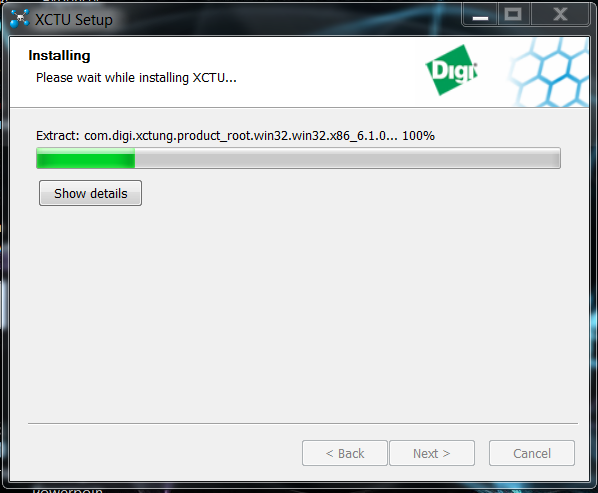 XCTU Setup
Installing
Please wait while installing XCTU...
Digi
Extract: com.digi.xctung.product_root.win32.win32.x86_6.1.0... 100%
Show details
< Back
Next >
Cancel